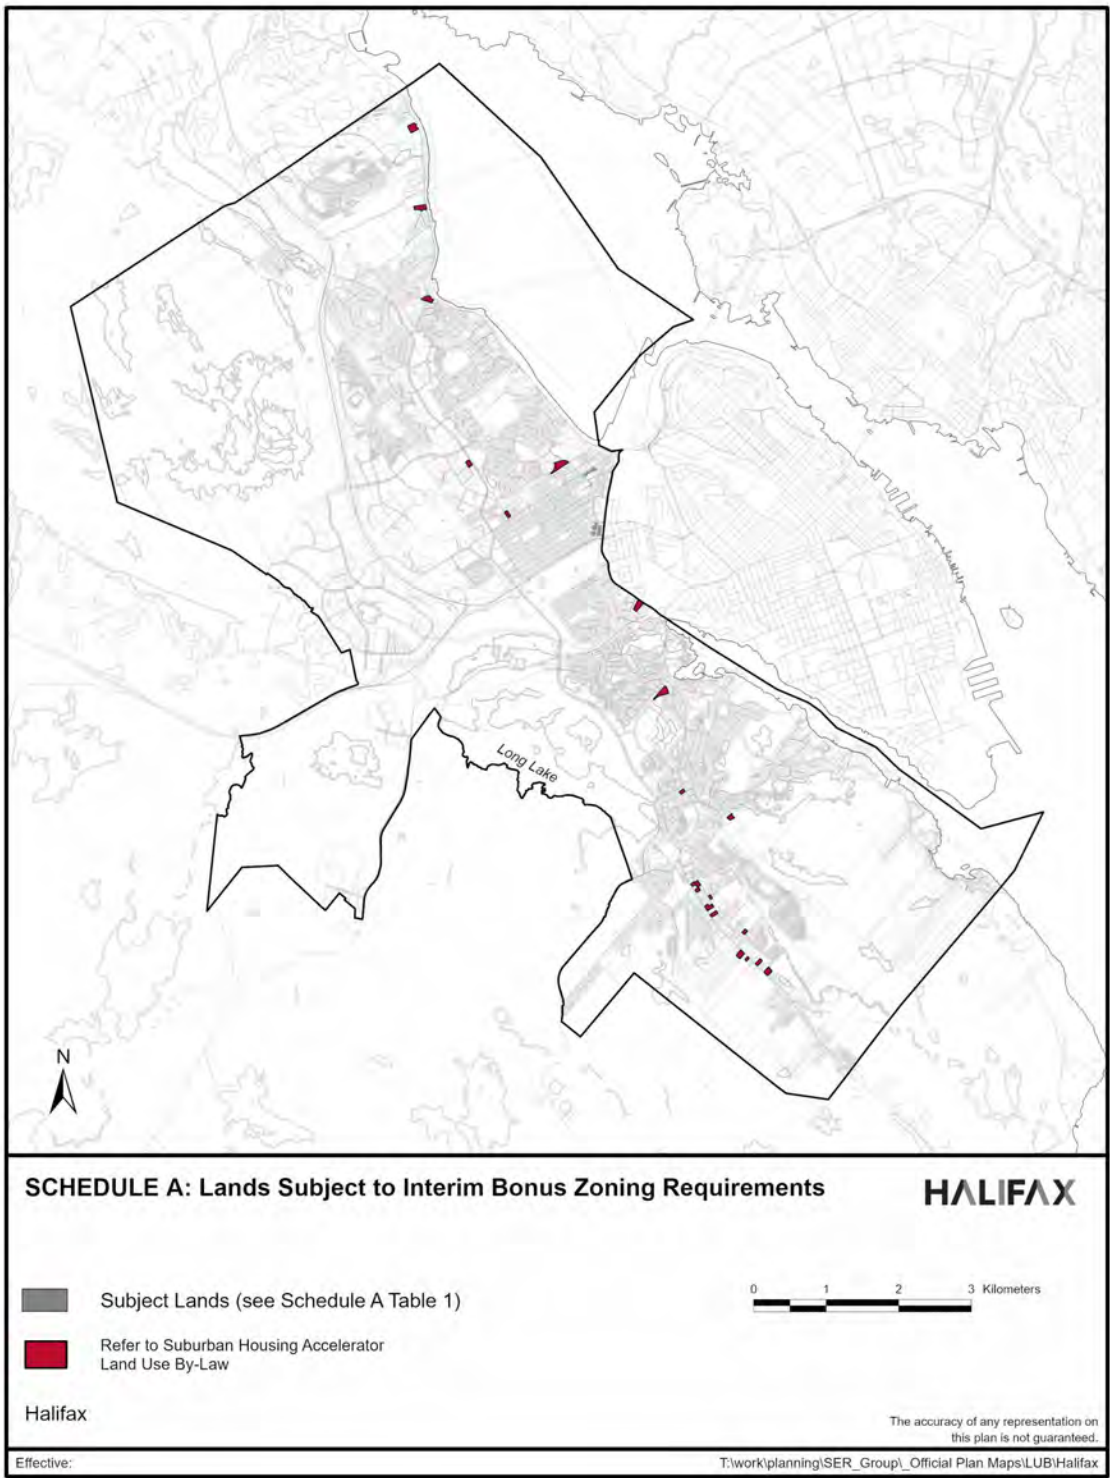 Long Lake
N
SCHEDULE A: Lands Subject to Interim Bonus Zoning Requirements
HALIFAX
Subject Lands (see Schedule A Table 1)
0 1 2 3 Kilometers
Refer to Suburban Housing Accelerator
Land Use By-Law
Halifax
The accuracy of any representation on
this plan is not guaranteed.
Effective:
T:\work\planning\SER_Group\_Official Plan Maps\LUB\Halifax